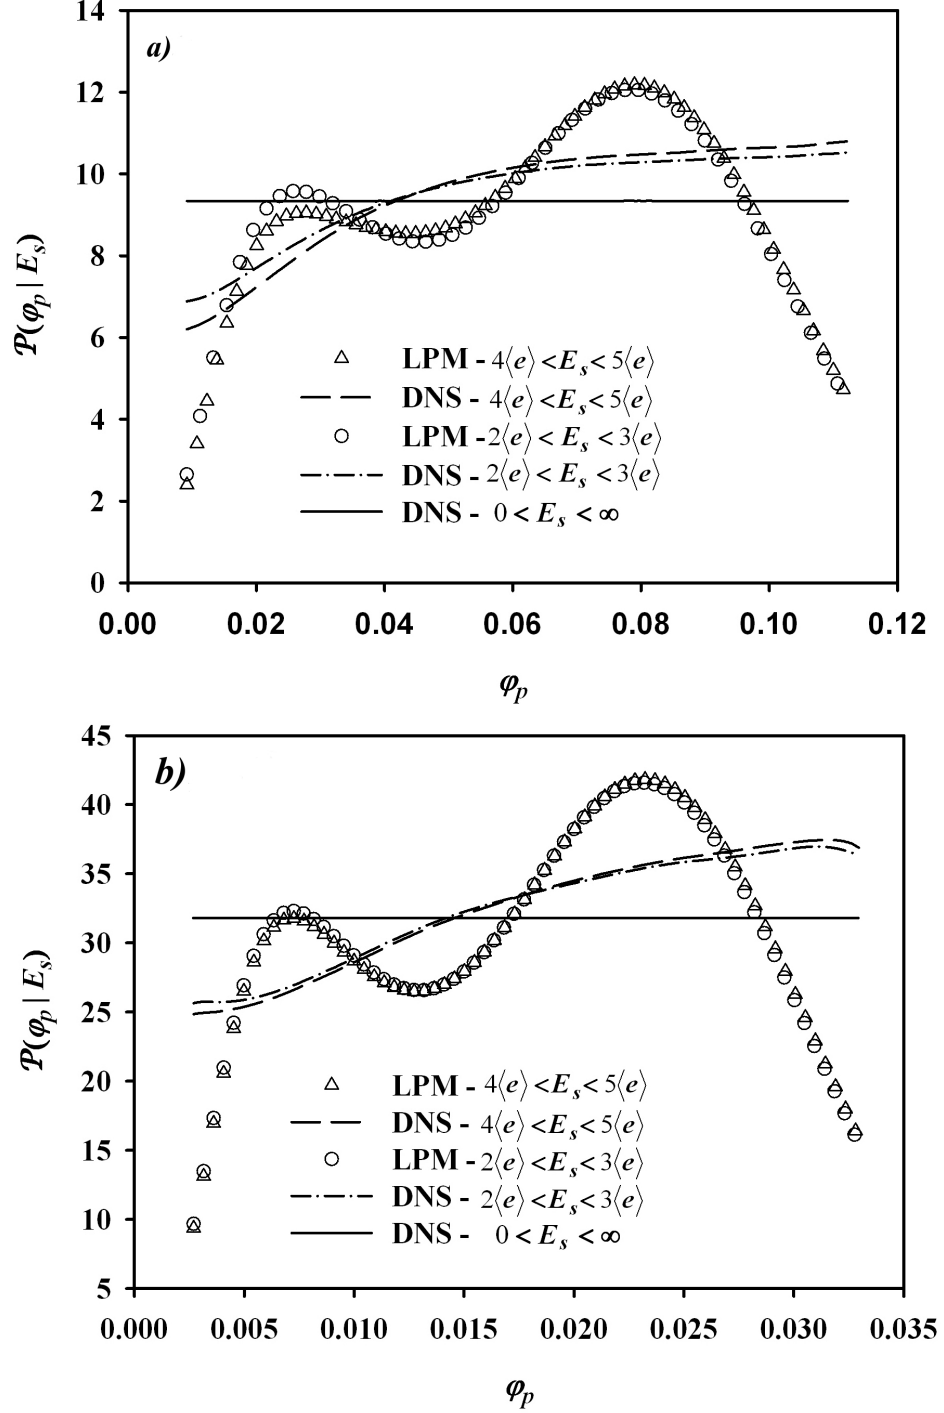 14
a)
12
10
8
6
4
2
0
𝒫(φp | Es)
LPM - 4⟨e⟩ < Es < 5⟨e⟩
DNS - 4⟨e⟩ < Es < 5⟨e⟩
LPM - 2⟨e⟩ < Es < 3⟨e⟩
DNS - 2⟨e⟩ < Es < 3⟨e⟩
DNS - 0 < Es < ∞
0.00 0.02 0.04 0.06 0.08 0.10 0.12
φp
45
b)
40
35
30
25
20
15
10
5
𝒫(φp | Es)
LPM - 4⟨e⟩ < Es < 5⟨e⟩
DNS - 4⟨e⟩ < Es < 5⟨e⟩
LPM - 2⟨e⟩ < Es < 3⟨e⟩
DNS - 2⟨e⟩ < Es < 3⟨e⟩
DNS - 0 < Es < ∞
0.000 0.005 0.010 0.015 0.020 0.025 0.030 0.035
φp